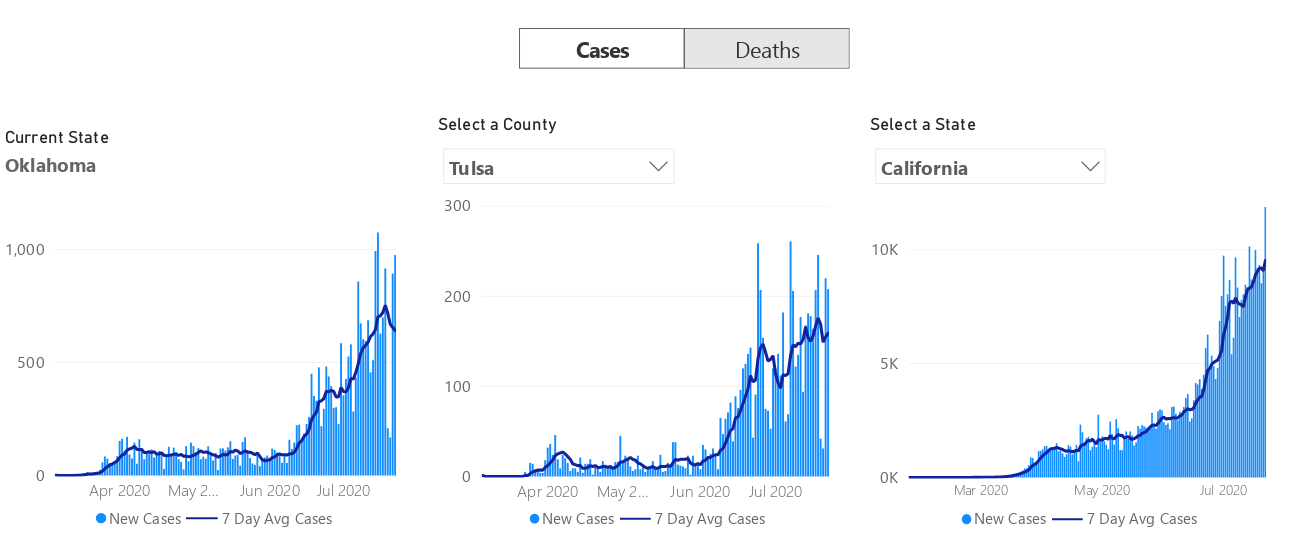 Cases Deaths
Current State
Oklahoma
1,000
500
0
Apr 2020 May 2... Jun 2020 Jul 2020
New Cases 7 Day Avg Cases
Select a County
Tulsa
300
200
100
0
Apr 2020 May 2... Jun 2020 Jul 2020
New Cases 7 Day Avg Cases
Select a State
California
10K
5K
0K
Mar 2020 May 2020 Jul 2020
New Cases 7 Day Avg Cases